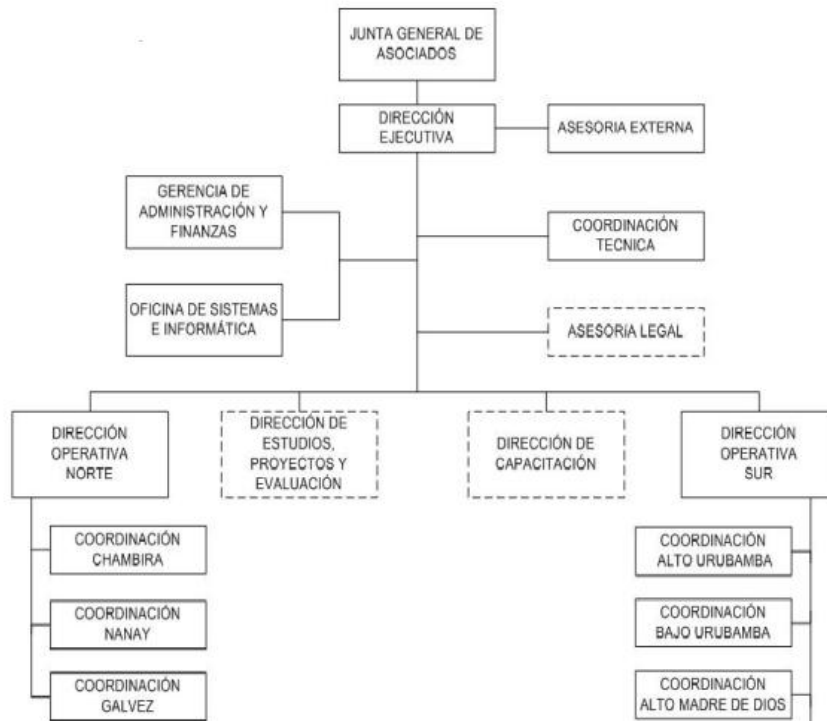 JUNTA GENERAL DE
ASOCIADOS
DIRECCIÓN
EJECUTIVA
ASESORIA EXTERNA
GERENCIA DE
ADMINISTRACIÓN Y
FINANZAS
COORDINACIÓN
TECNICA
OFICINA DE SISTEMAS
E INFORMÁTICA
ASESORIA LEGAL
DIRECCIÓN
OPERATIVA
NORTE
DIRECCIÓN DE
ESTUDIOS,
PROYECTOS Y
EVALUACIÓN
DIRECCIÓN DE
CAPACITACIÓN
DIRECCIÓN
OPERATIVA
SUR
COORDINACIÓN
CHAMBIRA
COORDINACIÓN
NANAY
COORDINACIÓN
GALVEZ
COORDINACIÓN
ALTO URUBAMBA
COORDINACIÓN
BAJO URUBAMBA
COORDINACIÓN
ALTO MADRE DE DIOS